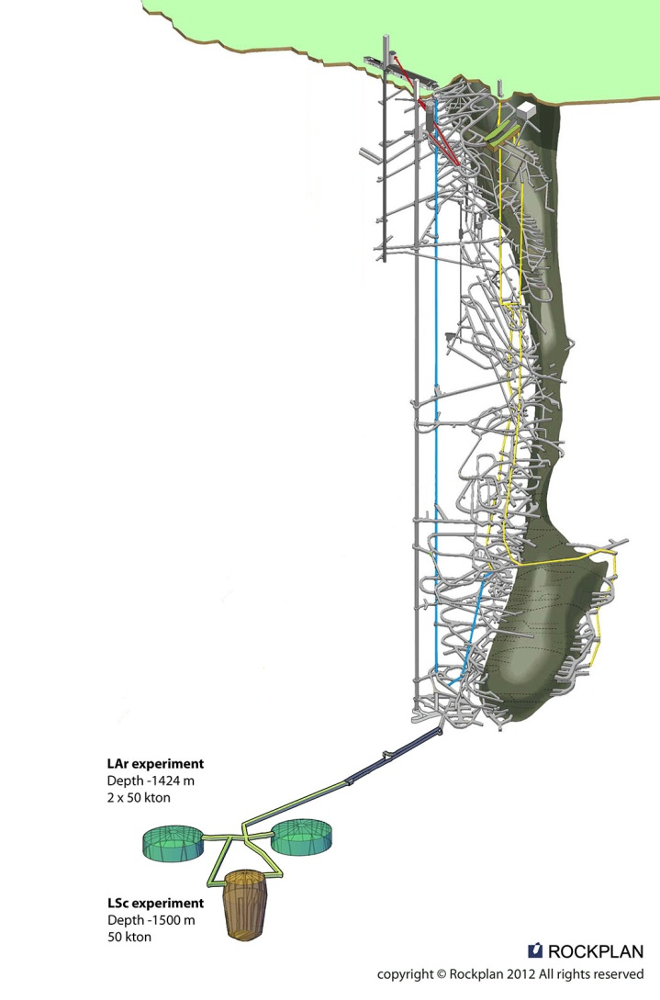 LAr experiment
Depth -1424 m
2 x 50 kton
LSc experiment
Depth -1500 m
50 kton
ROCKPLAN
copyright © Rockplan 2012 All rights reserved